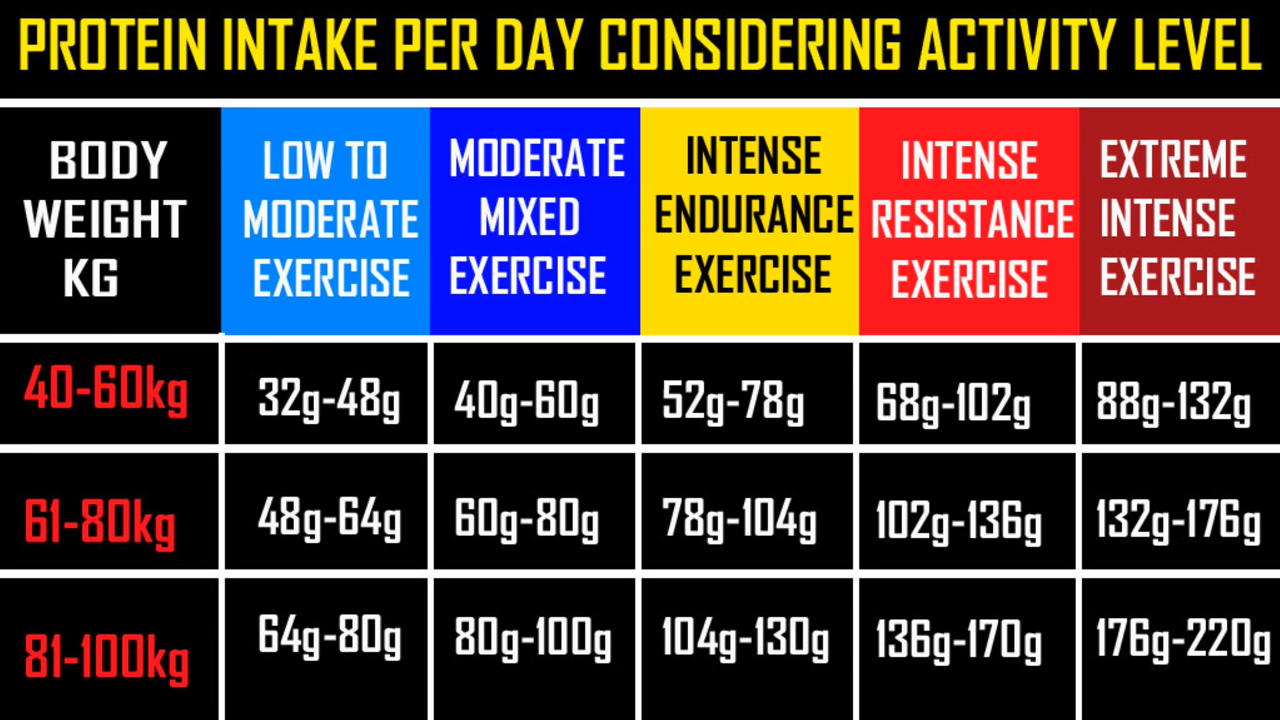 PROTEIN INTAKE PER DAY CONSIDERING ACTIVITY LEVEL
BODY
WEIGHT
KG
LOW TO
MODERATE
EXERCISE
MODERATE
MIXED
EXERCISE
INTENSE
ENDURANCE
EXERCISE
INTENSE
RESISTANCE
EXERCISE
EXTREME
INTENSE
EXERCISE
40-60kg 32g-48g 40g-60g 52g-78g 68g-102g 88g-132g
61-80kg 48g-64g 60g-80g 78g-104g 102g-136g 132g-176g
81-100kg 64g-80g 80g-100g 104g-130g 136g-170g 176g-220g